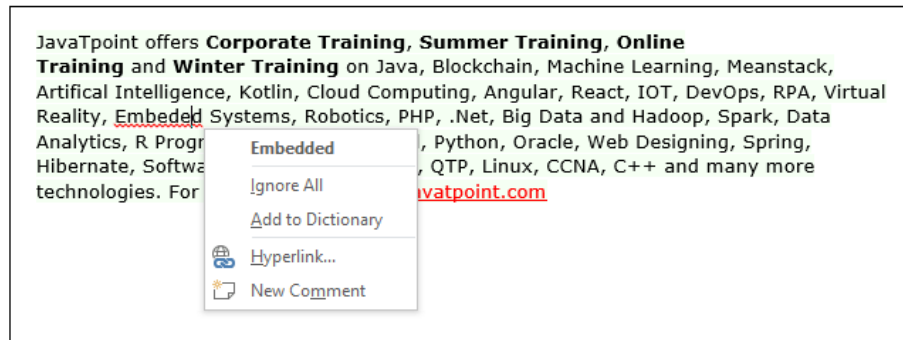 JavaTpoint offers Corporate Training, Summer Training, Online
Training and Winter Training on Java, Blockchain, Machine Learning, Meanstack,
Artifical Intelligence, Kotlin, Cloud Computing, Angular, React, IOT, DevOps, RPA, Virtual
Reality, Embeded Systems, Robotics, PHP, .Net, Big Data and Hadoop, Spark, Data
Analytics, R Progr , Python, Oracle, Web Designing, Spring,
Hibernate, Softwa , QTP, Linux, CCNA, C++ and many more
technologies. For vatpoint.com
Embedded
Ignore All
Add to Dictionary
Hyperlink...
New Comment